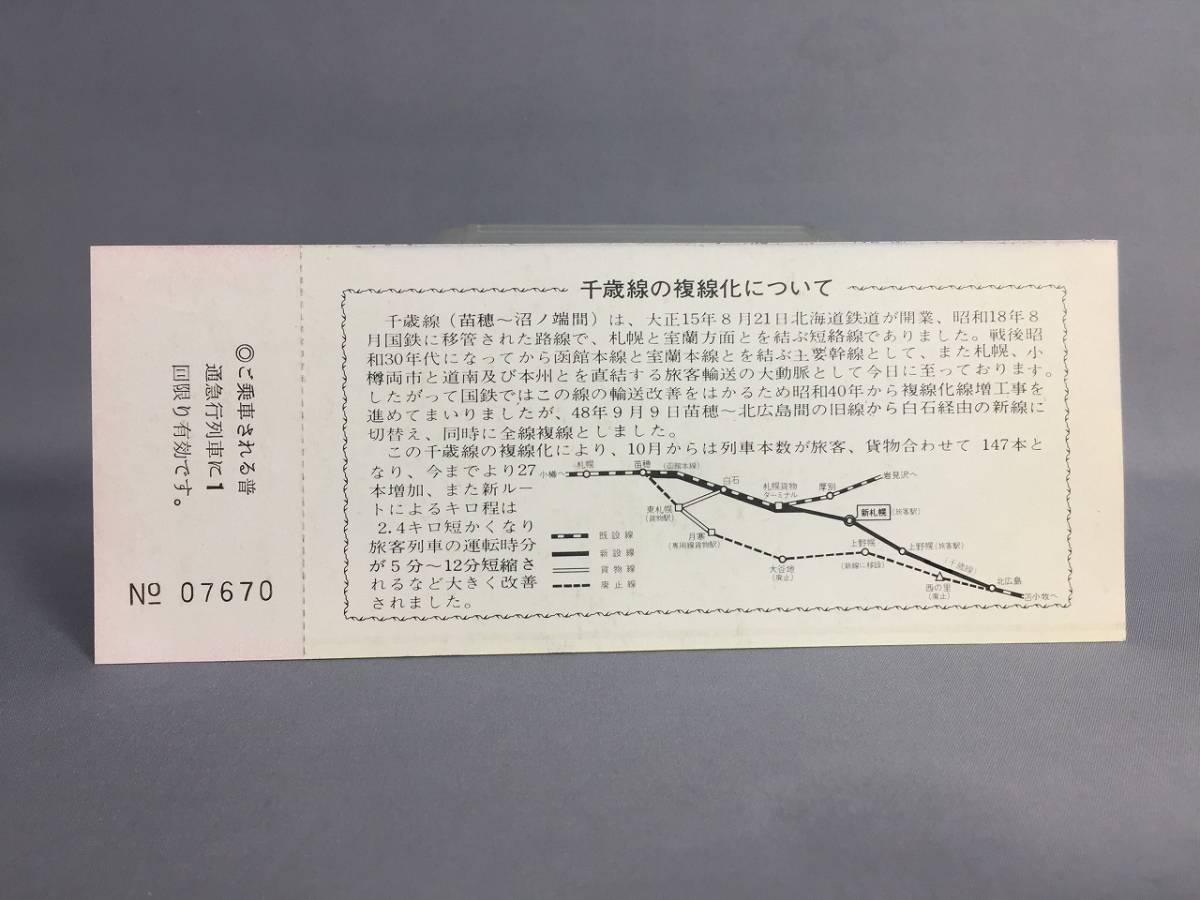 ◎ご乗車される普
通急行列車に1
回限り有効です。
№ 07670
千歳線の複線化について
千歳線(苗穂～沼ノ端間)は、大正15年8月21日北海道鉄道が開業、昭和18年8
月国鉄に移管された路線で、札幌と室蘭方面とを結ぶ短絡線でありました。戦後昭
和30年代になってから函館本線と室蘭本線とを結ぶ主要幹線として、また札幌、小
樽両市と道南及び本州とを直結する旅客輸送の大動脈として今日に至っております。
したがって国鉄ではこの線の輸送改善をはかるため昭和40年から複線化線増工事を
進めてまいりましたが、48年9月9日苗穂～北広島間の旧線から白石経由の新線に
切替え、同時に全線複線としました。
この千歳線の複線化により、10月からは列車本数が旅客、貨物合わせて 147本と
なり、今までより27
本増加、また新ルー
トによるキロ程は
2.4キロ短かくなり
旅客列車の運転時分
が5分～12分短縮さ
れるなど大きく改善
されました。
小樽へ
札幌
苗穂
(函館本線)
白石
札幌貨物
ターミナル
厚別
岩見沢へ
東札幌
(貨物駅)
新札幌
(旅客駅)
月寒
(専用線貨物駅)
大谷地
(廃止)
上野幌
(新線に移設)
上野幌(旅客駅)
(千歳線)
西の里
(廃止)
北広島
苫小牧へ
既設線
新設線
貨物線
廃止線